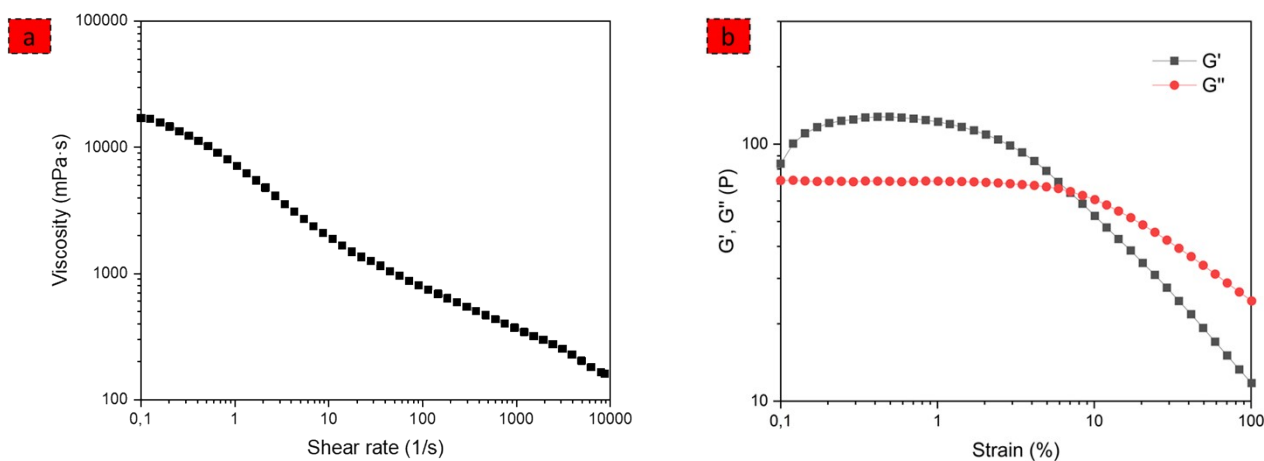 a
100000
10000
1000
100
Viscosity (mPa·s)
0,1 1 10 100 1000 10000
Shear rate (1/s)
b
G'
G''
100
10
G', G'' (P)
0,1 1 10 100
Strain (%)